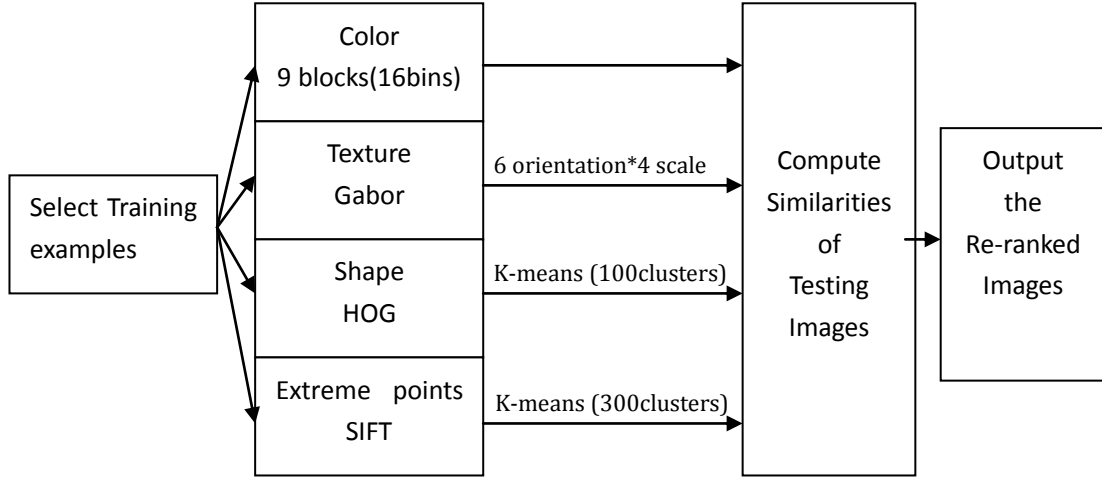 Select Training
examples
Color
9 blocks(16bins)
Texture
Gabor
Shape
HOG
Extreme points
SIFT
6 orientation*4 scale
K-means (100clusters)
K-means (300clusters)
Compute
Similarities
of
Testing
Images
Output
the
Re-ranked
Images